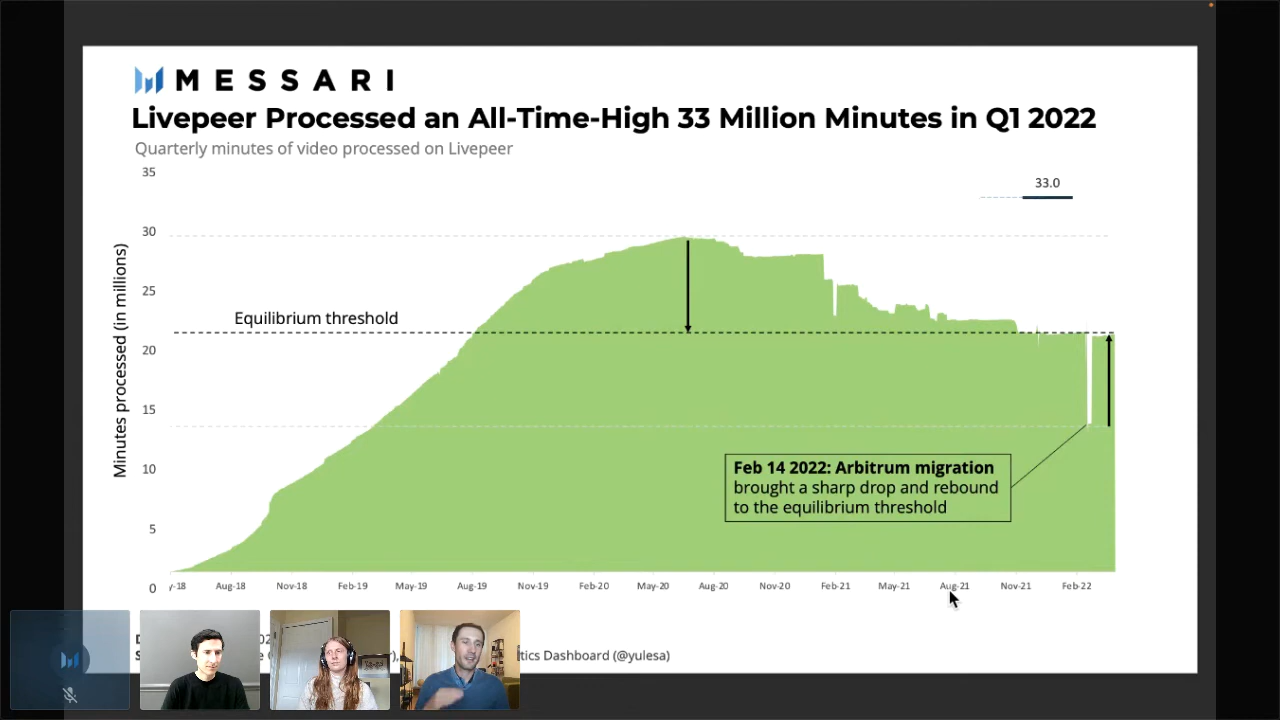 MESSARI
Livepeer Processed an All-Time-High 33 Million Minutes in Q1 2022
Quarterly minutes of video processed on Livepeer
35
33.0
30
25
Equilibrium threshold
20
15
10
5
0
Minutes processed (in millions)
Feb 14 2022: Arbitrum migration
brought a sharp drop and rebound
to the equilibrium threshold
y-18 Aug-18 Nov-18 Feb-19 May-19 Aug-19 Nov-19 Feb-20 May-20 Aug-20 Nov-20 Feb-21 May-21 Aug-21 Nov-21 Feb-22
tics Dashboard (@yulesa)